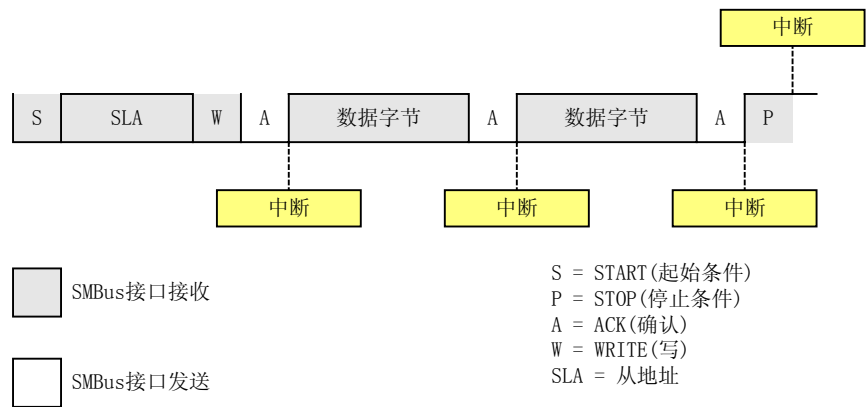 中断
S SLA W A 数据字节 A 数据字节 A P
中断 中断 中断
SMBus接口接收
SMBus接口发送
S = START(起始条件)
P = STOP(停止条件)
A = ACK(确认)
W = WRITE(写)
SLA = 从地址